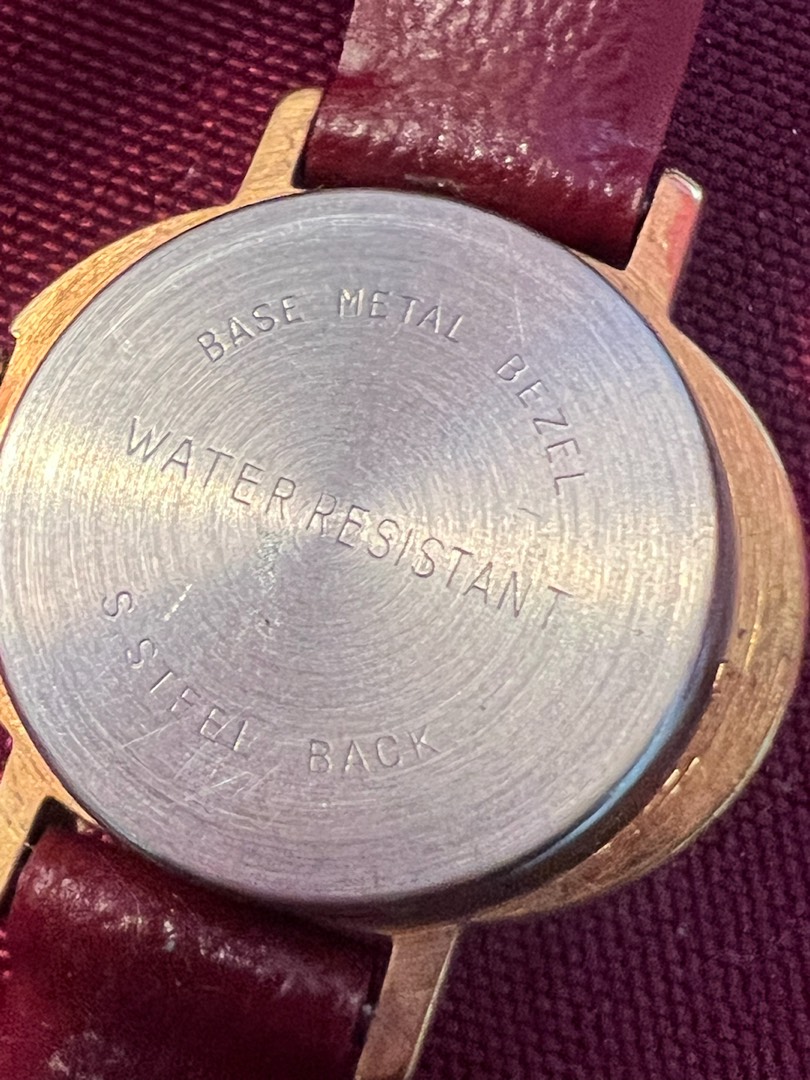 BASE METAL BEZEL
WATER RESISTANT
S STEEL BACK